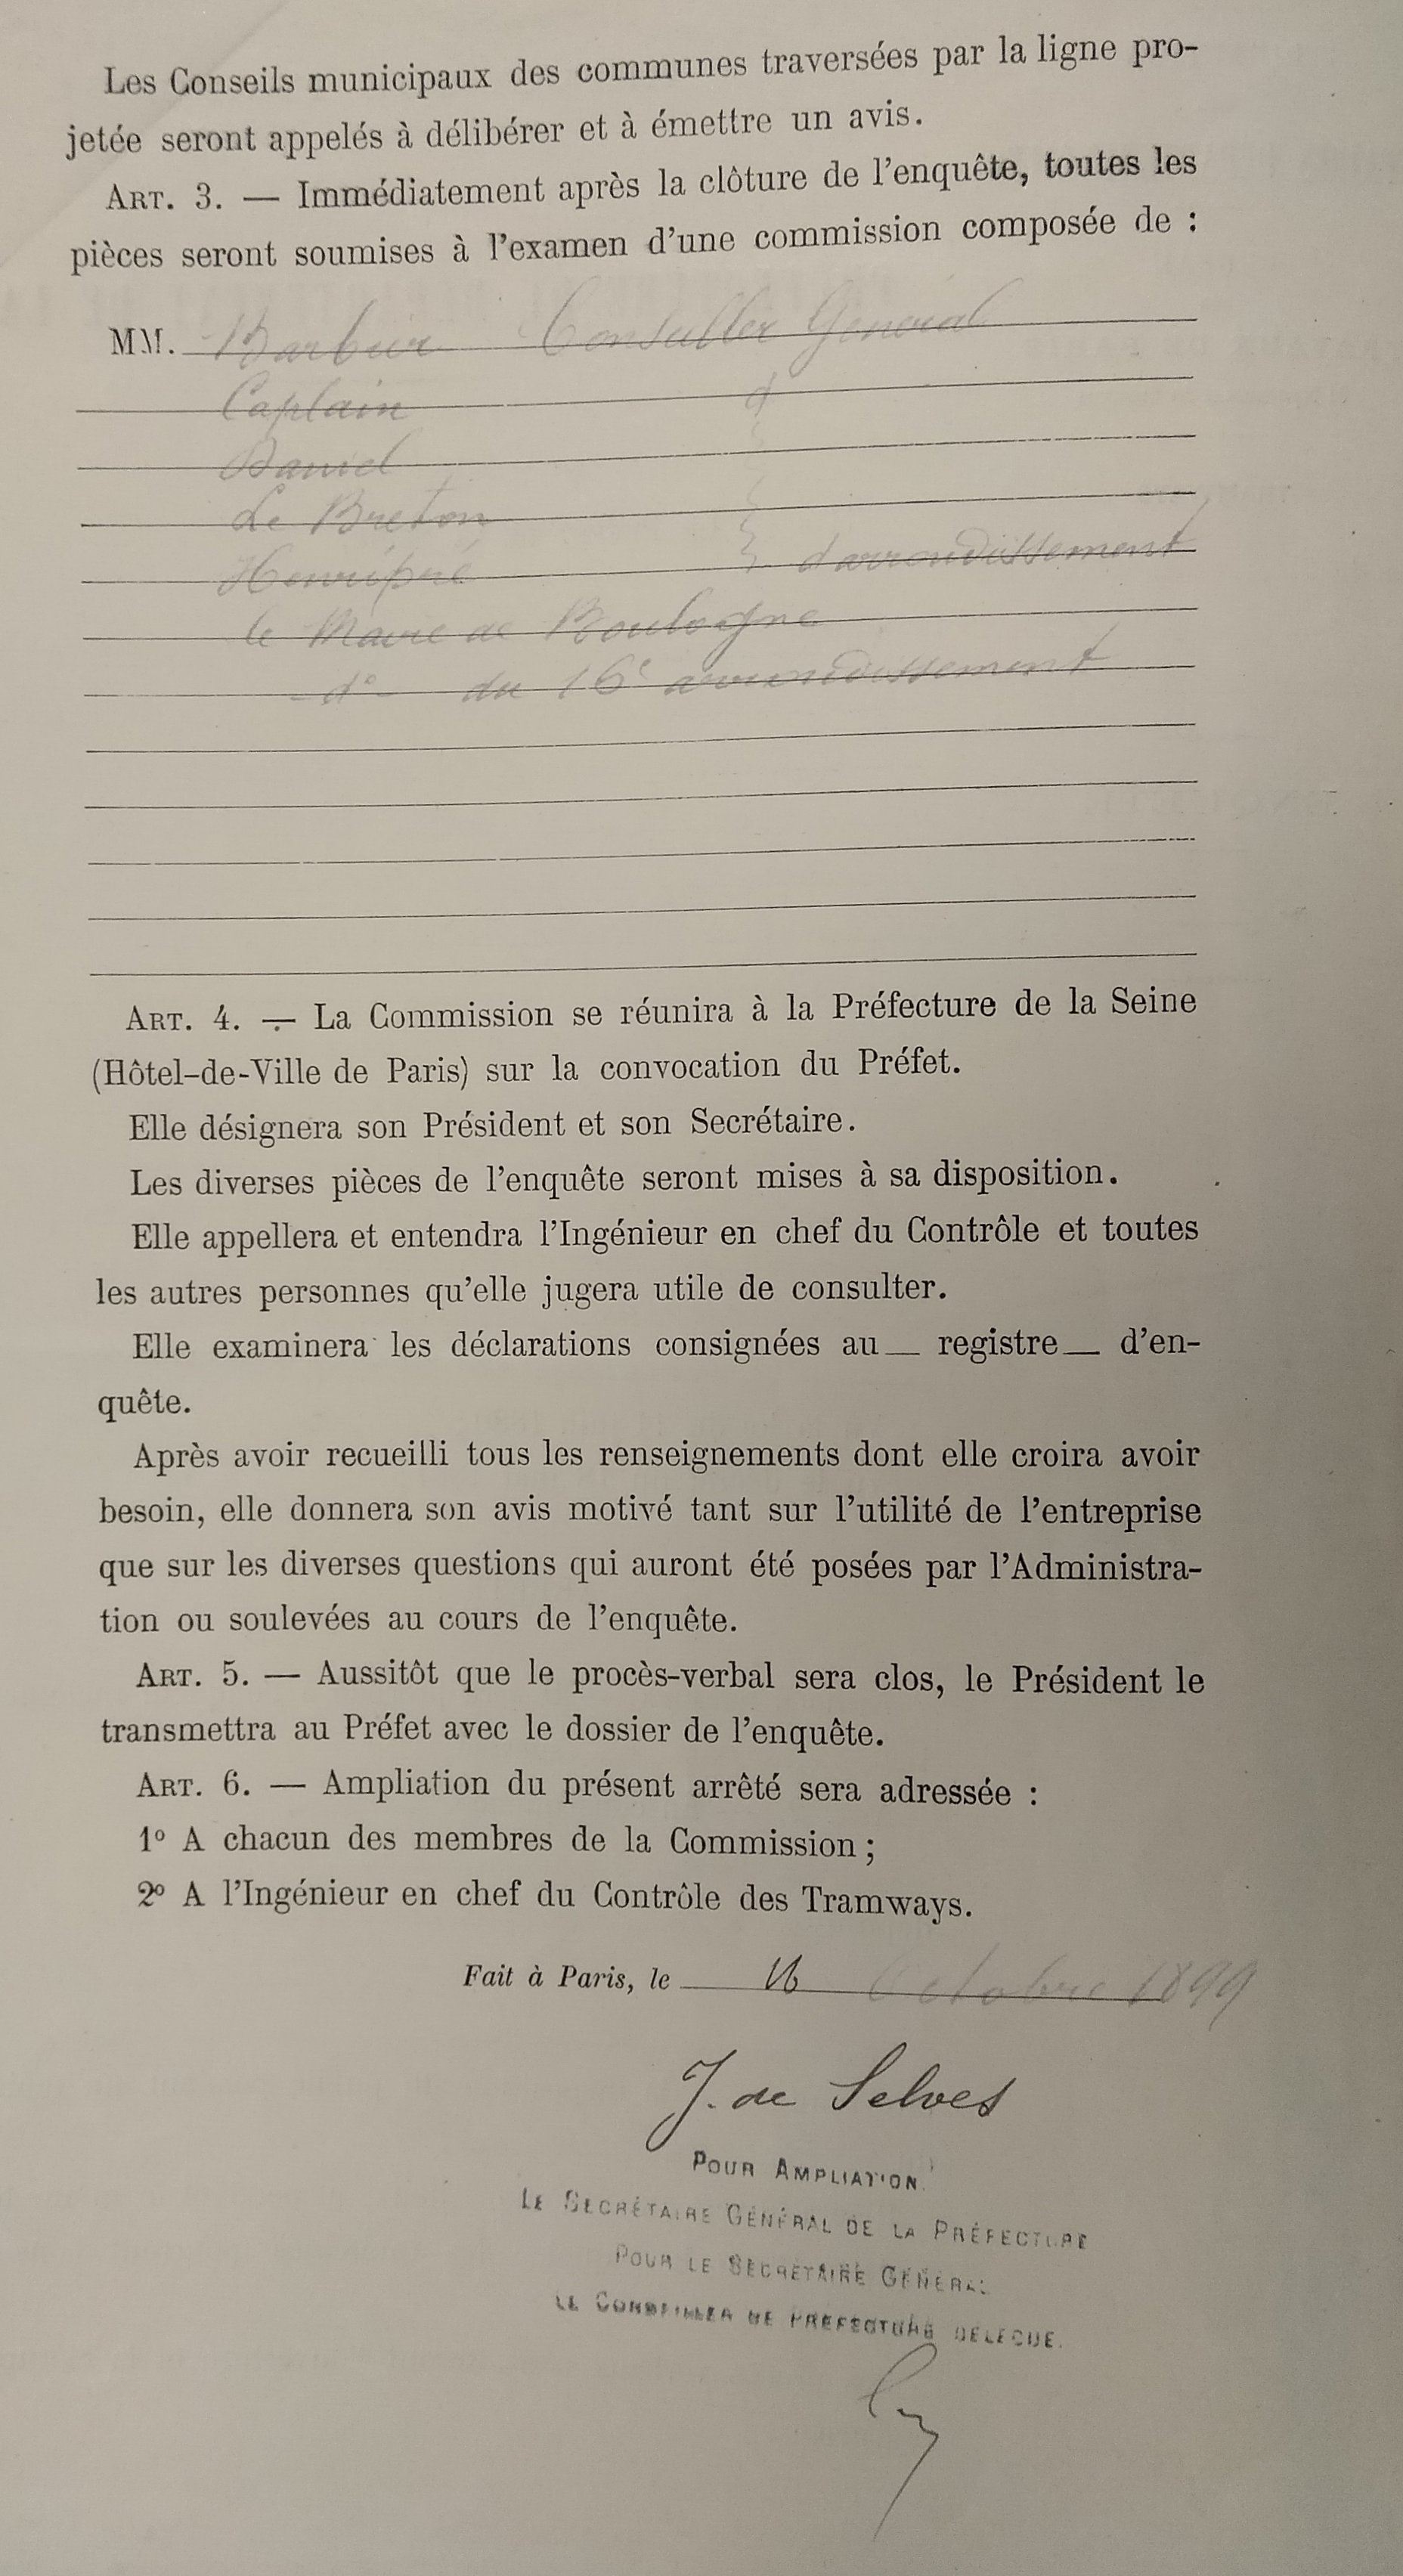 Les Conseils municipaux des communes traversées par la ligne pro-
jetée seront appelés à délibérer et à émettre un avis.
ART. 3. — Immédiatement après la clôture de l'enquête, toutes les
pièces seront soumises à l'examen d'une commission composée de :
MM. Barbier Conseiller Général
Caplain d°
Daniel
Le Breton
d'arrondissement
le Maire de Boulogne
— d° — du 16e arrondissement
ART. 4. — La Commission se réunira à la Préfecture de la Seine
(Hôtel-de-Ville de Paris) sur la convocation du Préfet.
Elle désignera son Président et son Secrétaire.
Les diverses pièces de l'enquête seront mises à sa disposition.
Elle appellera et entendra l'Ingénieur en chef du Contrôle et toutes
les autres personnes qu'elle jugera utile de consulter.
Elle examinera les déclarations consignées au__ registre__ d'en-
quête.
Après avoir recueilli tous les renseignements dont elle croira avoir
besoin, elle donnera son avis motivé tant sur l'utilité de l'entreprise
que sur les diverses questions qui auront été posées par l'Administra-
tion ou soulevées au cours de l'enquête.
ART. 5. — Aussitôt que le procès-verbal sera clos, le Président le
transmettra au Préfet avec le dossier de l'enquête.
ART. 6. — Ampliation du présent arrêté sera adressée :
1° A chacun des membres de la Commission ;
2° A l'Ingénieur en chef du Contrôle des Tramways.
Fait à Paris, le 16 Octobre 1899
J. de Selves
POUR AMPLIATION.
LE SECRÉTAIRE GÉNÉRAL DE LA PRÉFECTURE
POUR LE SECRÉTAIRE GÉNÉRAL
LE CONSEILLER DE PRÉFECTURE DÉLÉGUÉ.